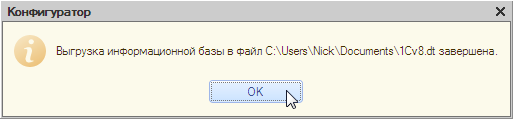 Конфигуратор
Выгрузка информационной базы в файл C:\Users\Nick\Documents\1Cv8.dt завершена.
OK